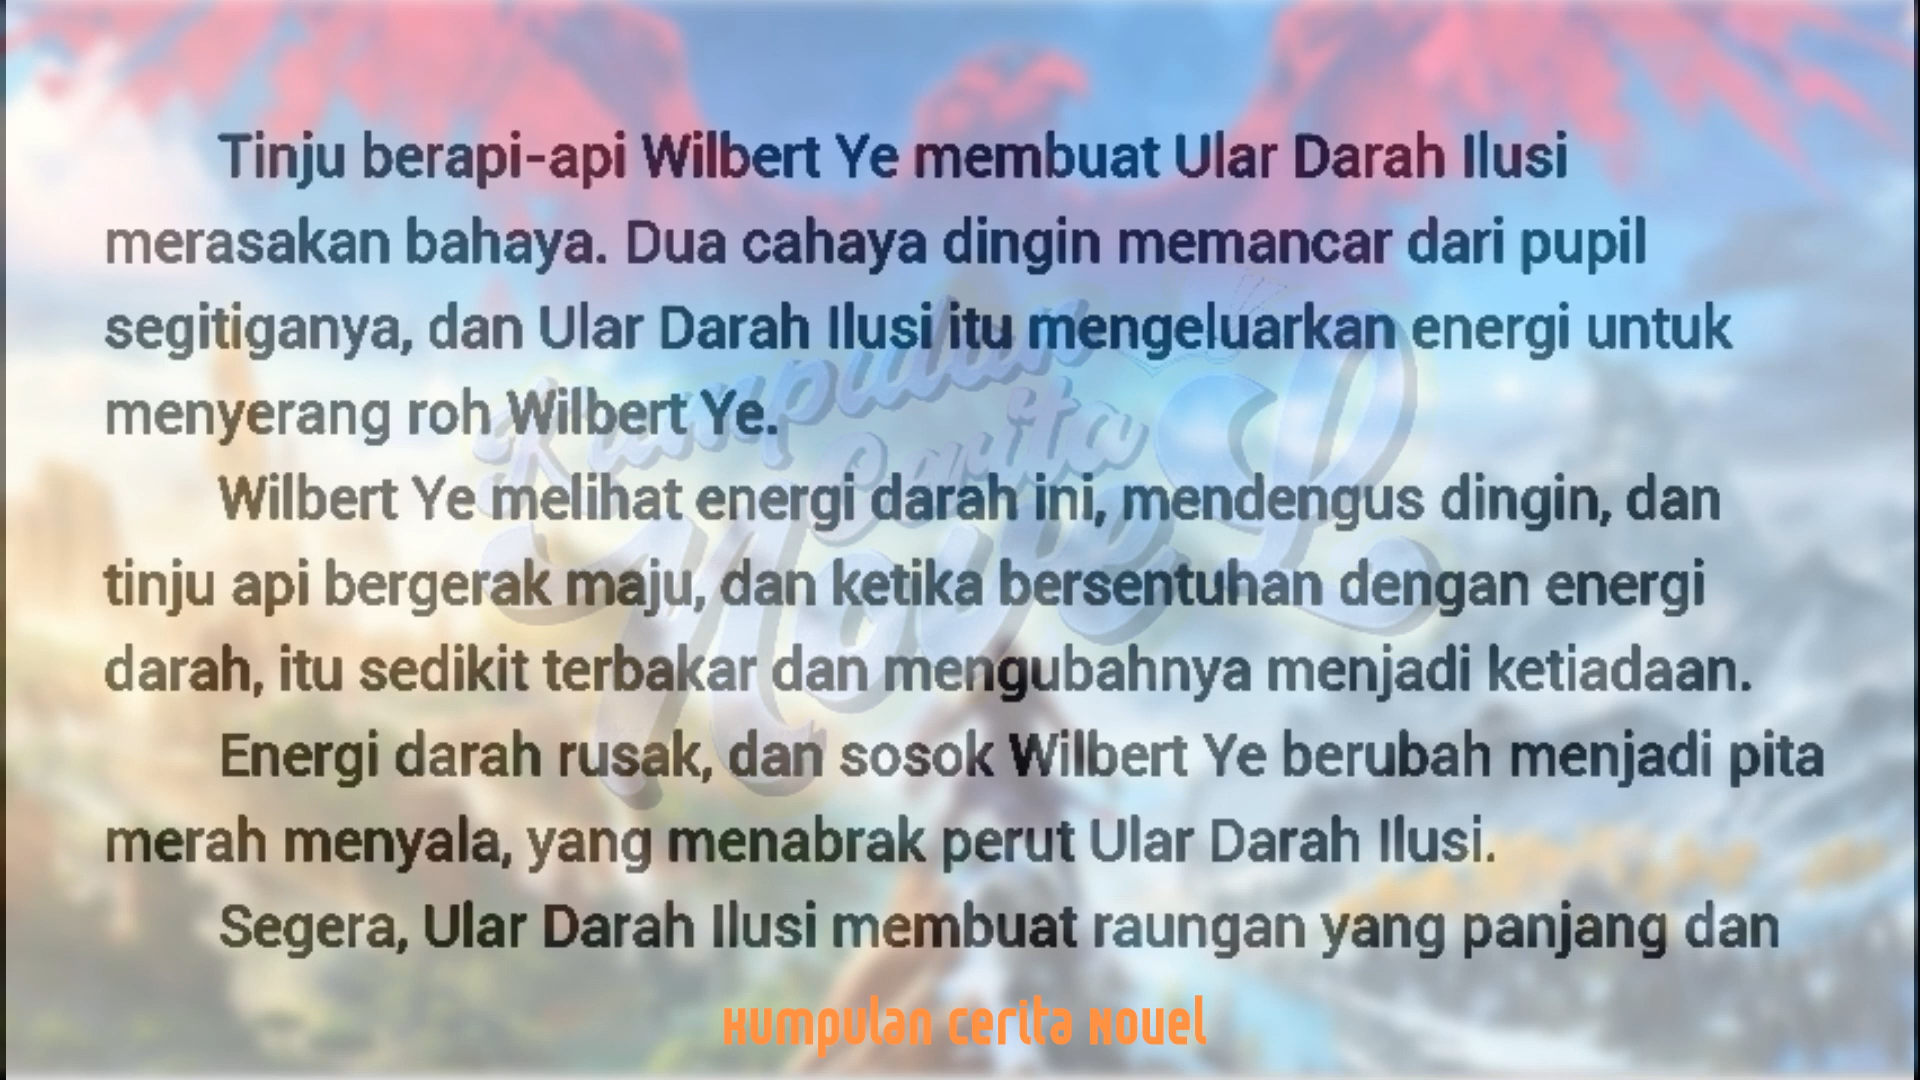 Tinju berapi-api Wilbert Ye membuat Ular Darah Ilusi
merasakan bahaya. Dua cahaya dingin memancar dari pupil
segitiganya, dan Ular Darah Ilusi itu mengeluarkan energi untuk
menyerang roh Wilbert Ye.
Wilbert Ye melihat energi darah ini, mendengus dingin, dan
tinju api bergerak maju, dan ketika bersentuhan dengan energi
darah, itu sedikit terbakar dan mengubahnya menjadi ketiadaan.
Energi darah rusak, dan sosok Wilbert Ye berubah menjadi pita
merah menyala, yang menabrak perut Ular Darah Ilusi.
Segera, Ular Darah Ilusi membuat raungan yang panjang dan
Kumpulan Cerita Novel
Kumpulan
Cerita
NoveL